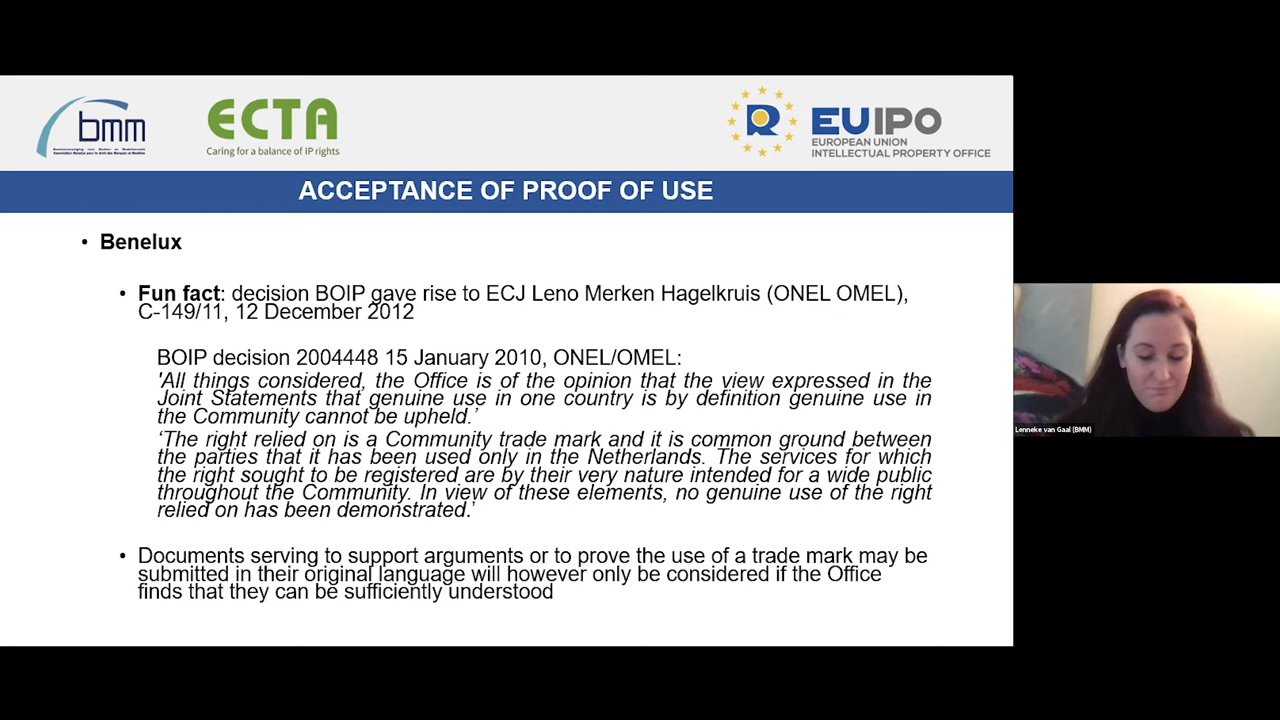 bmm
ECTA
Caring for a balance of IP rights
R
EUIPO
EUROPEAN UNION
INTELLECTUAL PROPERTY OFFICE
ACCEPTANCE OF PROOF OF USE
• Benelux
• Fun fact: decision BOIP gave rise to ECJ Leno Merken Hagelkruis (ONEL OMEL),
C-149/11, 12 December 2012
BOIP decision 2004448 15 January 2010, ONEL/OMEL:
'All things considered, the Office is of the opinion that the view expressed in the
Joint Statements that genuine use in one country is by definition genuine use in
the Community cannot be upheld.’
‘The right relied on is a Community trade mark and it is common ground between
the parties that it has been used only in the Netherlands. The services for which
the right sought to be registered are by their very nature intended for a wide public
throughout the Community. In view of these elements, no genuine use of the right
relied on has been demonstrated.’
• Documents serving to support arguments or to prove the use of a trade mark may be
submitted in their original language will however only be considered if the Office
finds that they can be sufficiently understood
Lenneke van Gaal (BMM)